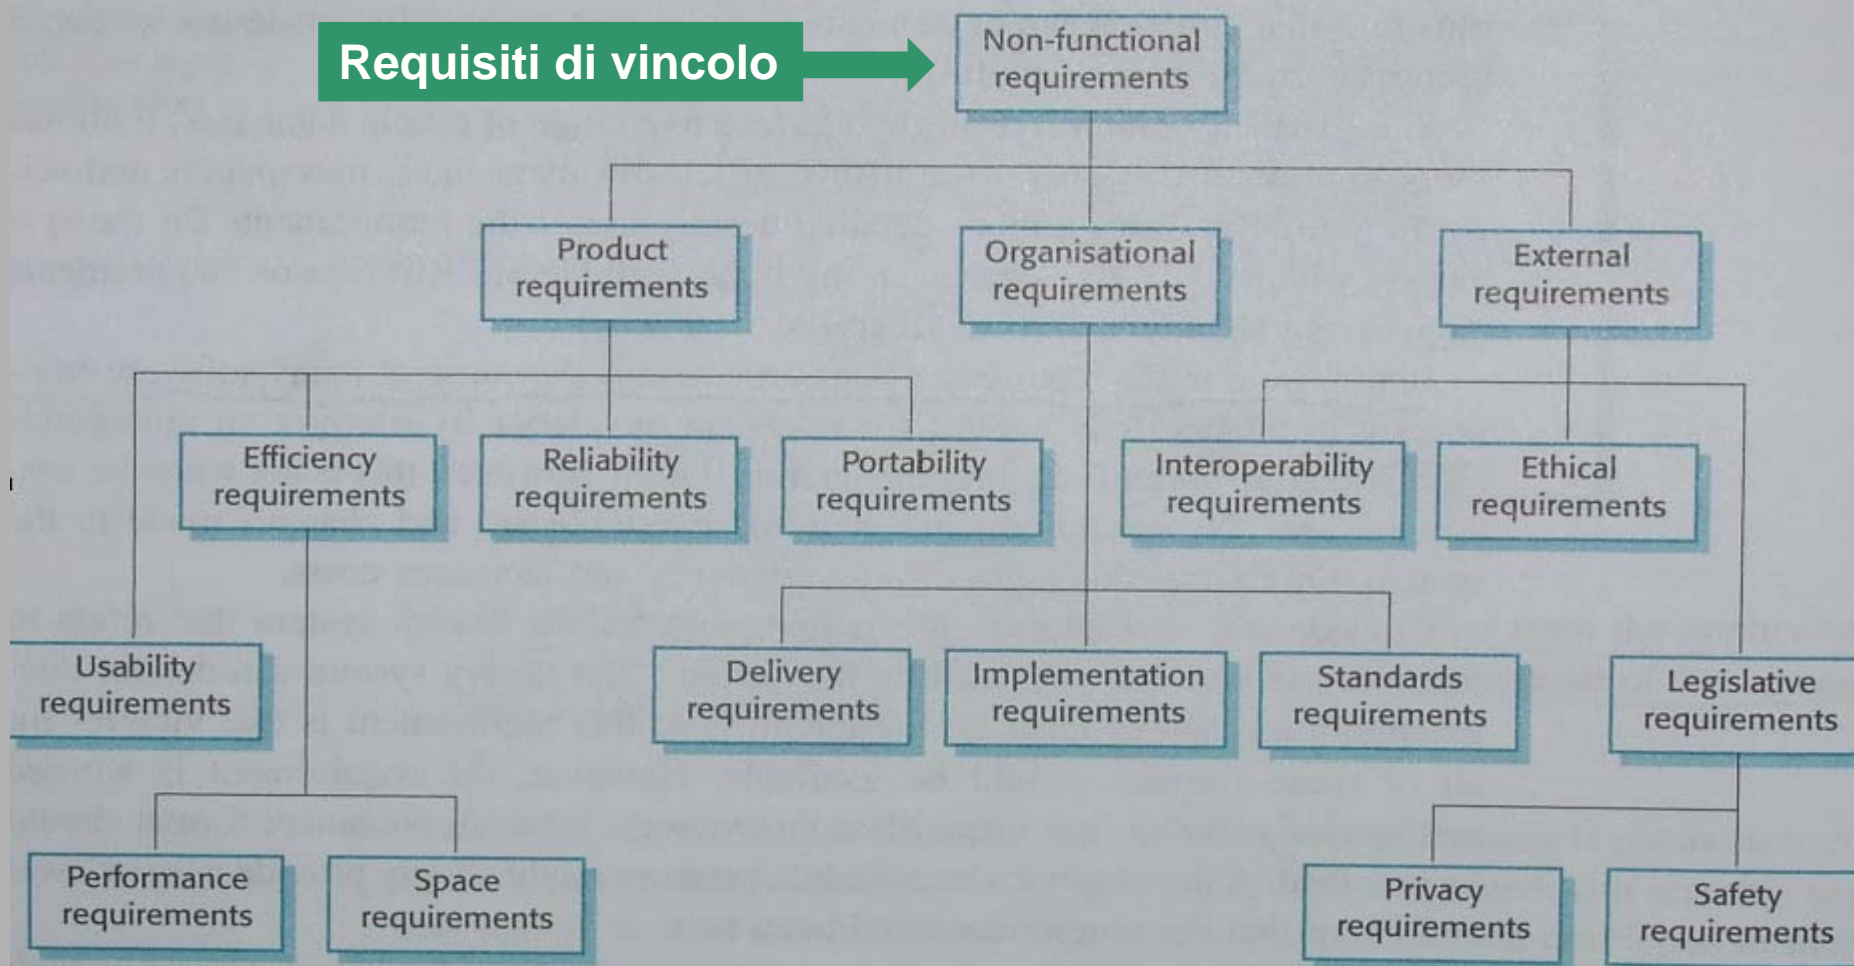 Requisiti di vincolo
Non-functional
requirements
Product
requirements
Organisational
requirements
External
requirements
Efficiency
requirements
Reliability
requirements
Portability
requirements
Interoperability
requirements
Ethical
requirements
Usability
requirements
Delivery
requirements
Implementation
requirements
Standards
requirements
Legislative
requirements
Performance
requirements
Space
requirements
Privacy
requirements
Safety
requirements